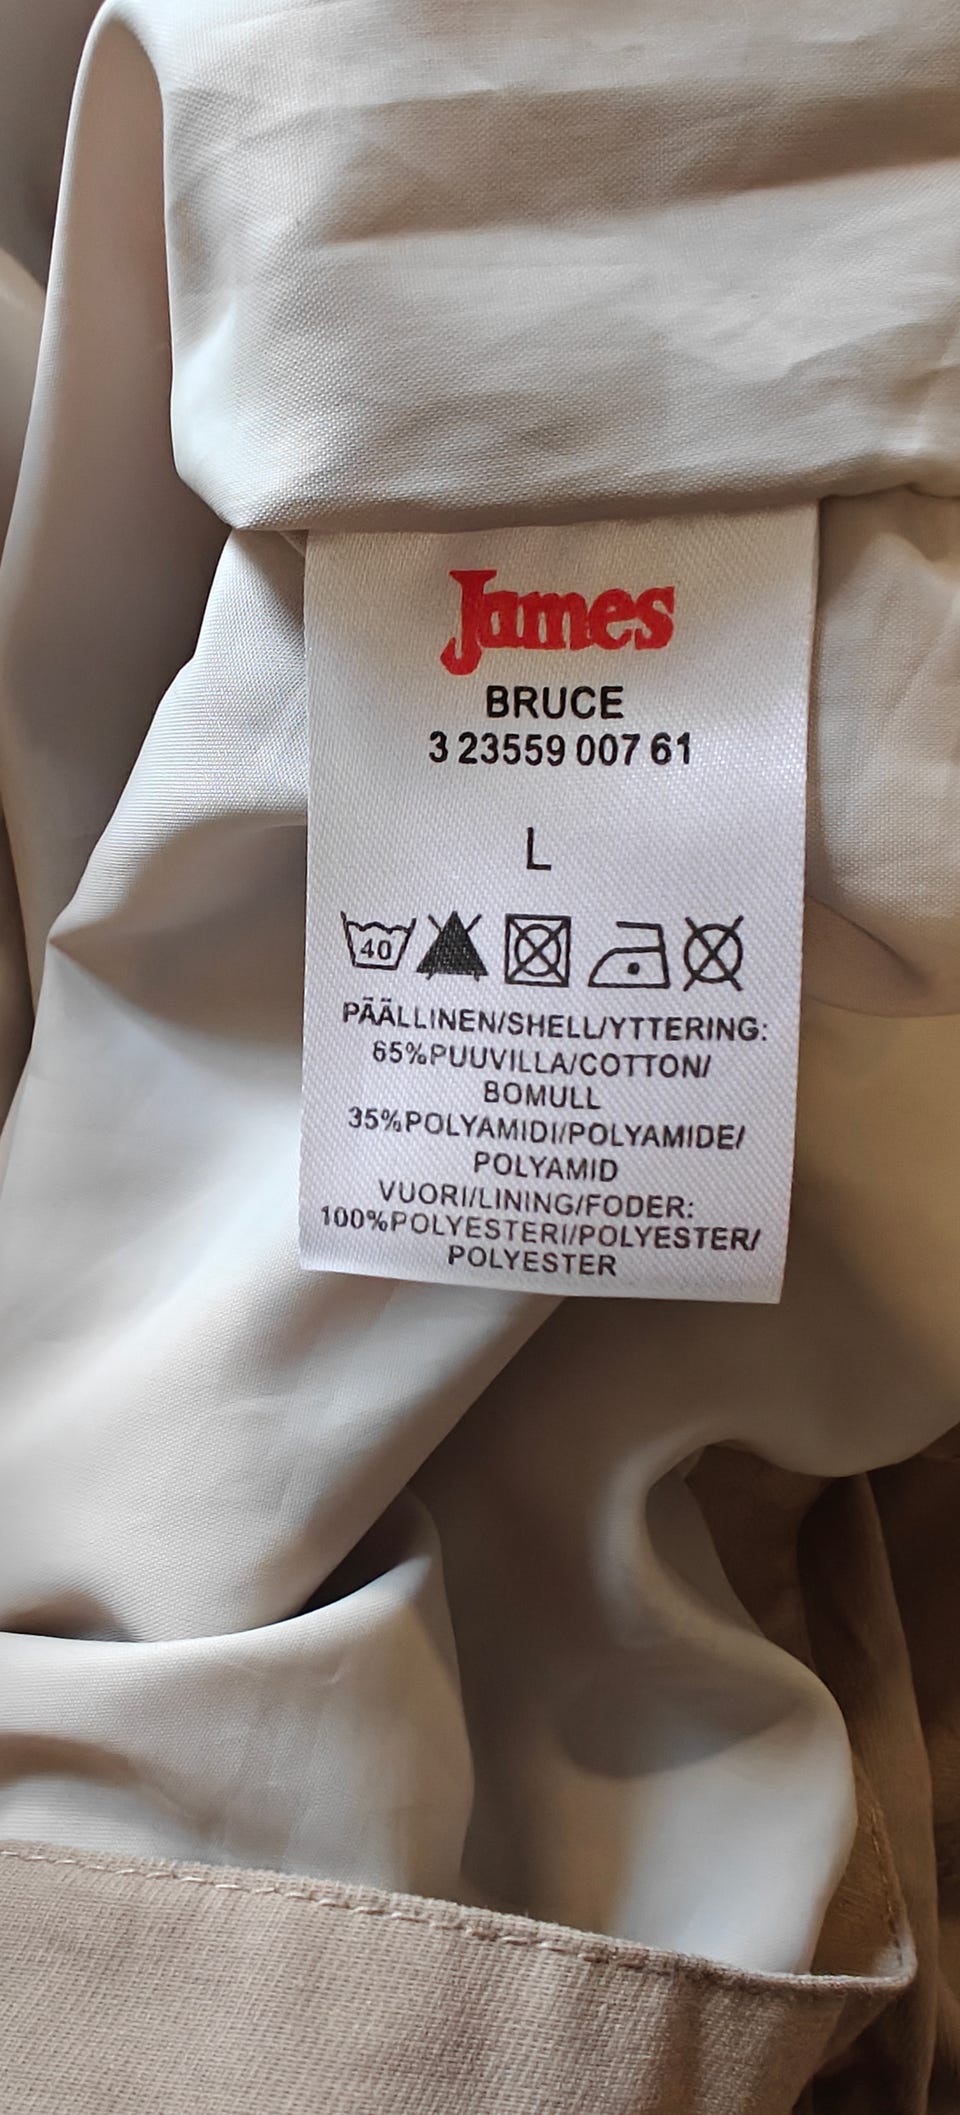 James
BRUCE
3 23559 007 61
L
40
PÄÄLLINEN/SHELL/YTTERING:
65%PUUVILLA/COTTON/
BOMULL
35%POLYAMIDI/POLYAMIDE/
POLYAMID
VUORI/LINING/FODER:
100%POLYESTERI/POLYESTER/
POLYESTER